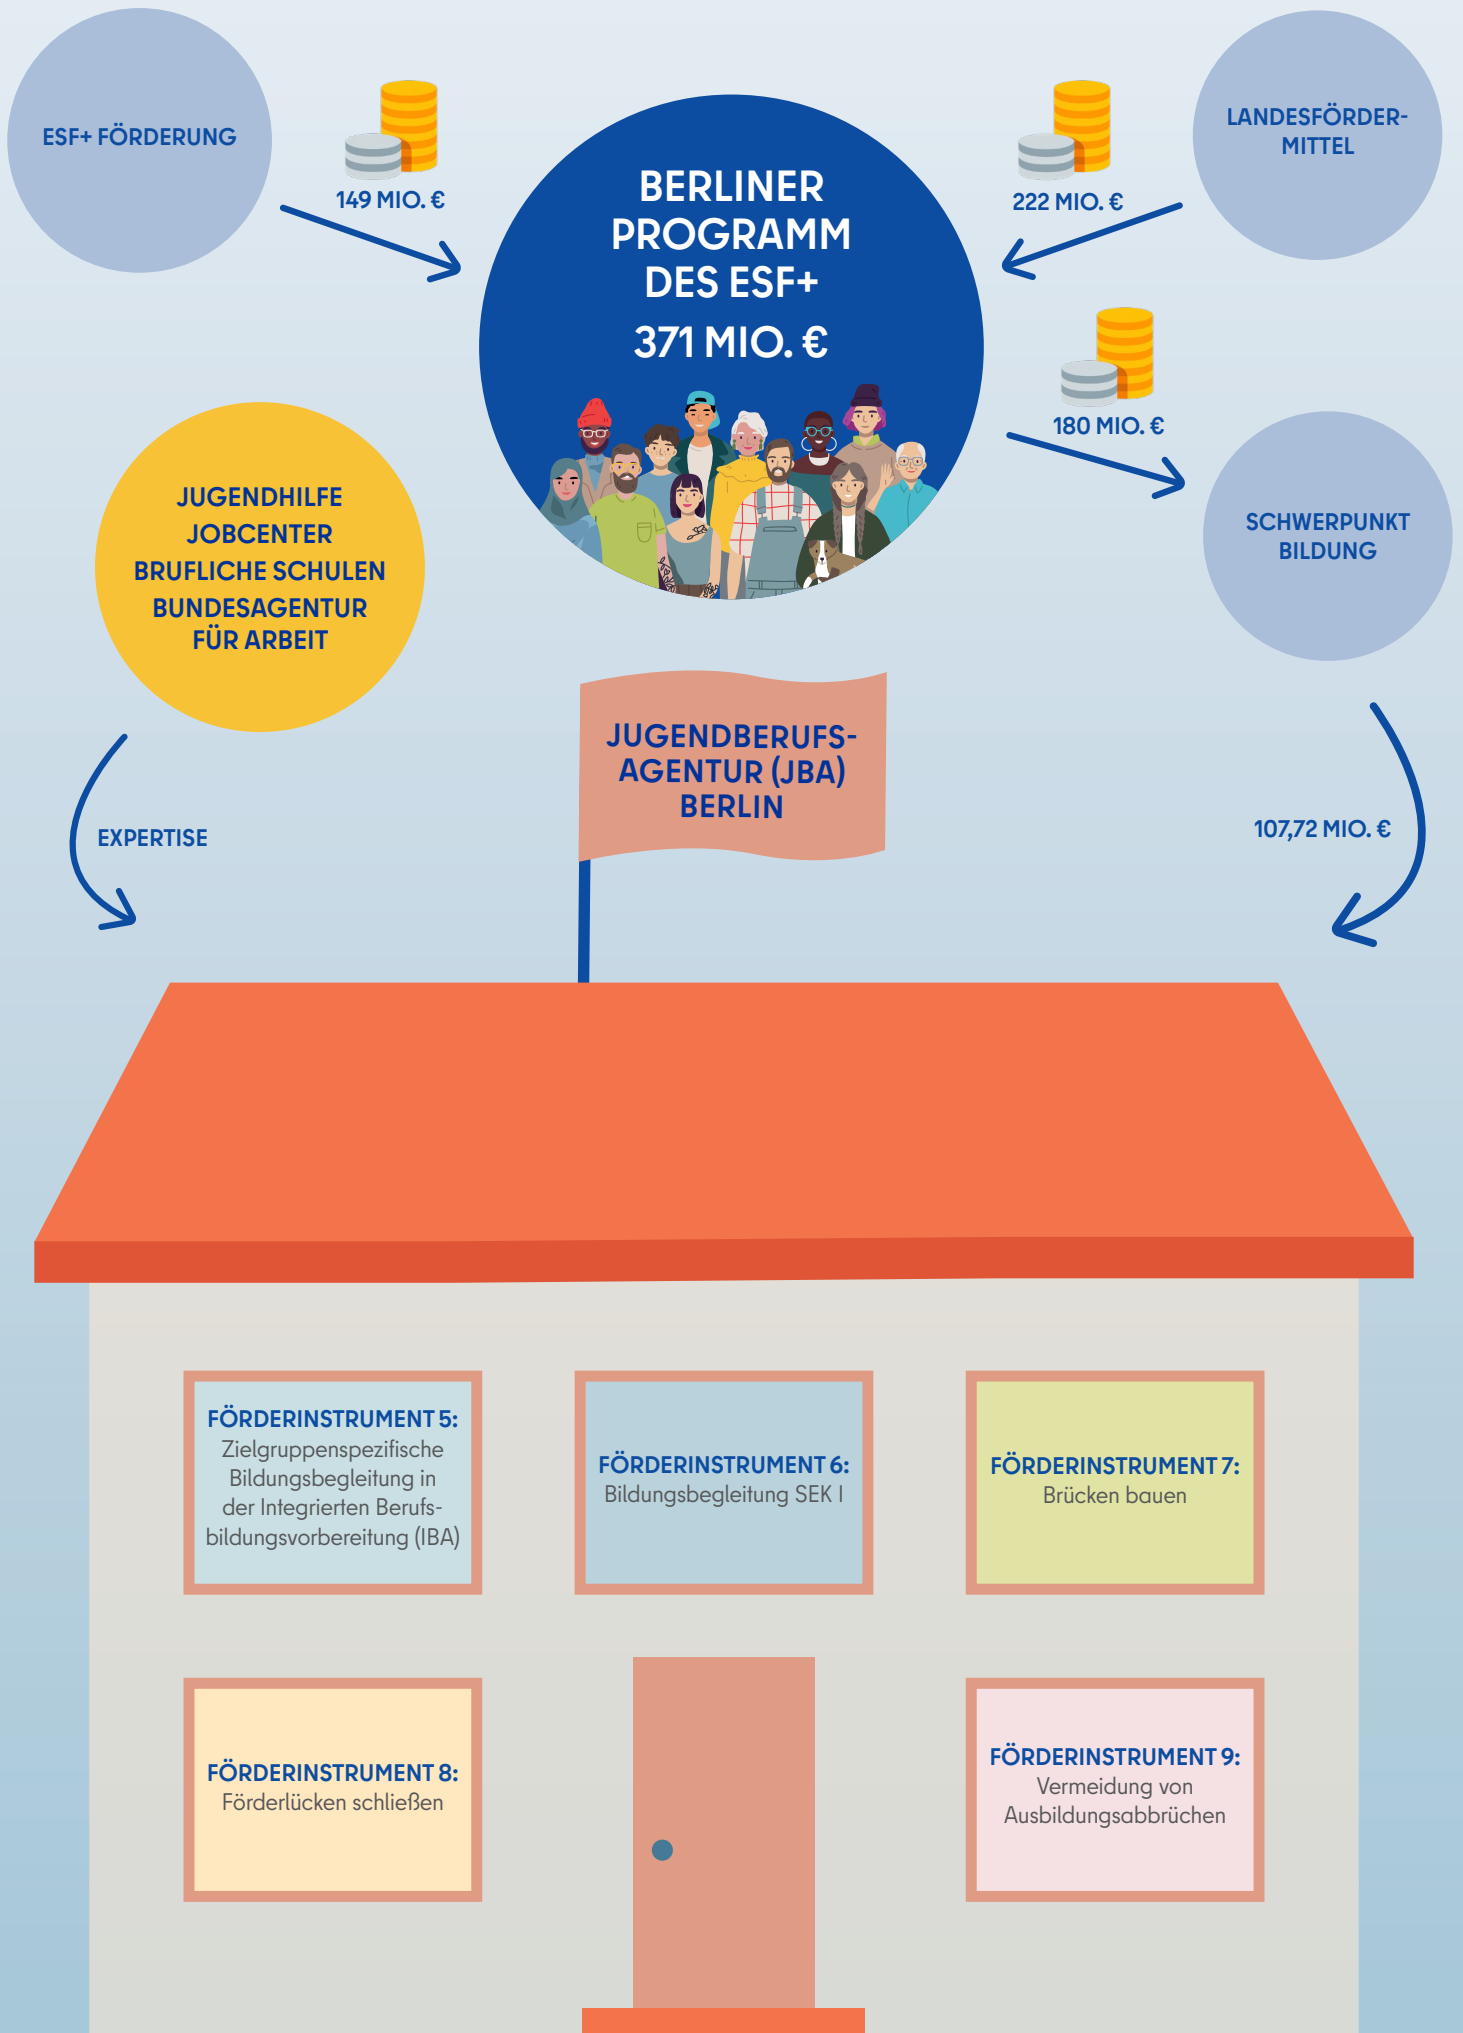 ESF+ FÖRDERUNG
149 MIO. €
BERLINER
PROGRAMM
DES ESF+
371 MIO. €
222 MIO. €
LANDESFÖRDER-
MITTEL
180 MIO. €
SCHWERPUNKT
BILDUNG
JUGENDHILFE
JOBCENTER
BRUFLICHE SCHULEN
BUNDESAGENTUR
FÜR ARBEIT
EXPERTISE
JUGENDBERUFS-
AGENTUR (JBA)
BERLIN
107,72 MIO. €
FÖRDERINSTRUMENT 5:
Zielgruppenspezifische
Bildungsbegleitung in
der Integrierten Berufs-
bildungsvorbereitung (IBA)
FÖRDERINSTRUMENT 6:
Bildungsbegleitung SEK I
FÖRDERINSTRUMENT 7:
Brücken bauen
FÖRDERINSTRUMENT 8:
Förderlücken schließen
FÖRDERINSTRUMENT 9:
Vermeidung von
Ausbildungsabbrüchen